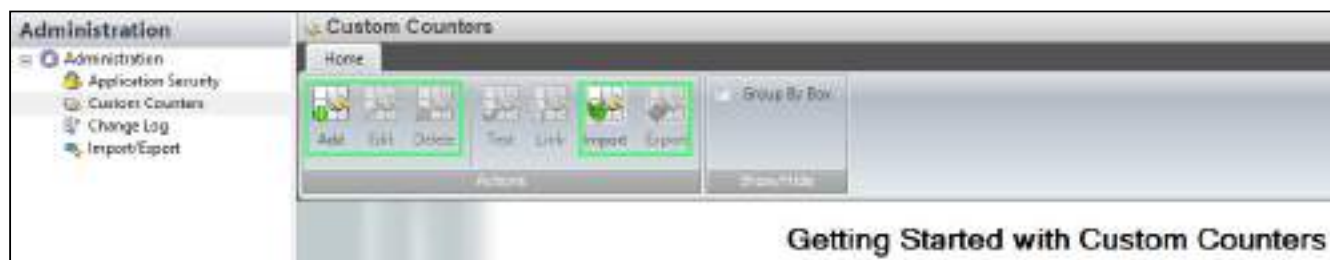 Administration
Custom Counters
Administration
Application Security
Custom Counters
Change Log
Import/Export
Home
Add Edit Delete Test Link Import Export
Group By Box
Actions
Show/Hide
Getting Started with Custom Counters